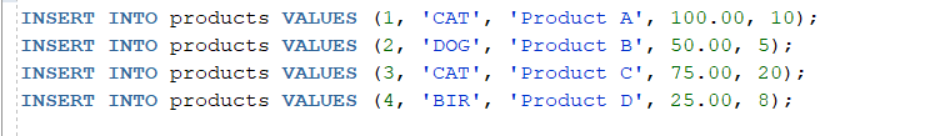 INSERT INTO products VALUES (1, 'CAT', 'Product A', 100.00, 10);
INSERT INTO products VALUES (2, 'DOG', 'Product B', 50.00, 5);
INSERT INTO products VALUES (3, 'CAT', 'Product C', 75.00, 20);
INSERT INTO products VALUES (4, 'BIR', 'Product D', 25.00, 8);